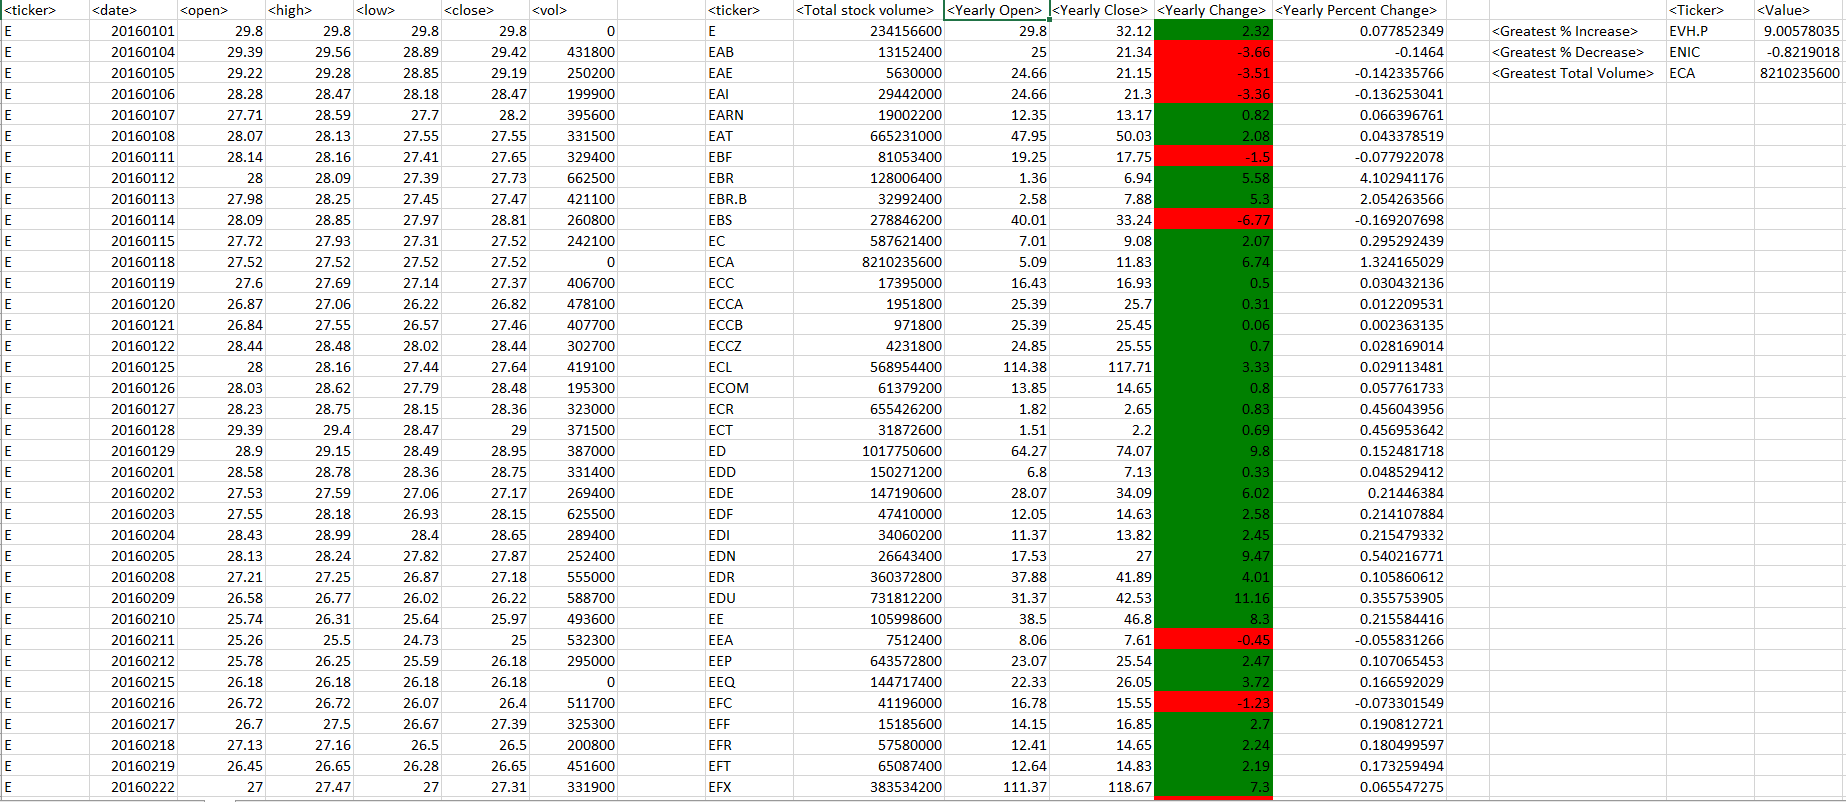 <ticker> <date> <open> <high> <low> <close> <vol> <ticker> <Total stock volume> <Yearly Open> <Yearly Close> <Yearly Change> <Yearly Percent Change> <Ticker> <Value>
E 20160101 29.8 29.8 29.8 29.8 0 E 234156600 29.8 32.12 2.32 0.077852349 <Greatest % Increase> EVH.P 9.00578035
E 20160104 29.39 29.56 28.89 29.42 431800 EAB 13152400 25 21.34 -3.66 -0.1464 <Greatest % Decrease> ENIC -0.8219018
E 20160105 29.22 29.28 28.85 29.19 250200 EAE 5630000 24.66 21.15 -3.51 -0.142335766 <Greatest Total Volume> ECA 8210235600
E 20160106 28.28 28.47 28.18 28.47 199900 EAI 29442000 24.66 21.3 -3.36 -0.136253041
E 20160107 27.71 28.59 27.7 28.2 395600 EARN 19002200 12.35 13.17 0.82 0.066396761
E 20160108 28.07 28.13 27.55 27.55 331500 EAT 665231000 47.95 50.03 2.08 0.043378519
E 20160111 28.14 28.16 27.41 27.65 329400 EBF 81053400 19.25 17.75 -1.5 -0.077922078
E 20160112 28 28.09 27.39 27.73 662500 EBR 128006400 1.36 6.94 5.58 4.102941176
E 20160113 27.98 28.25 27.45 27.47 421100 EBR.B 32992400 2.58 7.88 5.3 2.054263566
E 20160114 28.09 28.85 27.97 28.81 260800 EBS 278846200 40.01 33.24 -6.77 -0.169207698
E 20160115 27.72 27.93 27.31 27.52 242100 EC 587621400 7.01 9.08 2.07 0.295292439
E 20160118 27.52 27.52 27.52 27.52 0 ECA 8210235600 5.09 11.83 6.74 1.324165029
E 20160119 27.6 27.69 27.14 27.37 406700 ECC 17395000 16.43 16.93 0.5 0.030432136
E 20160120 26.87 27.06 26.22 26.82 478100 ECCA 1951800 25.39 25.7 0.31 0.012209531
E 20160121 26.84 27.55 26.57 27.46 407700 ECCB 971800 25.39 25.45 0.06 0.002363135
E 20160122 28.44 28.48 28.02 28.44 302700 ECCZ 4231800 24.85 25.55 0.7 0.028169014
E 20160125 28 28.16 27.44 27.64 419100 ECL 568954400 114.38 117.71 3.33 0.029113481
E 20160126 28.03 28.62 27.79 28.48 195300 ECOM 61379200 13.85 14.65 0.8 0.057761733
E 20160127 28.23 28.75 28.15 28.36 323000 ECR 655426200 1.82 2.65 0.83 0.456043956
E 20160128 29.39 29.4 28.47 29 371500 ECT 31872600 1.51 2.2 0.69 0.456953642
E 20160129 28.9 29.15 28.49 28.95 387000 ED 1017750600 64.27 74.07 9.8 0.152481718
E 20160201 28.58 28.78 28.36 28.75 331400 EDD 150271200 6.8 7.13 0.33 0.048529412
E 20160202 27.53 27.59 27.06 27.17 269400 EDE 147190600 28.07 34.09 6.02 0.21446384
E 20160203 27.55 28.18 26.93 28.15 625500 EDF 47410000 12.05 14.63 2.58 0.214107884
E 20160204 28.43 28.99 28.4 28.65 289400 EDI 34060200 11.37 13.82 2.45 0.215479332
E 20160205 28.13 28.24 27.82 27.87 252400 EDN 26643400 17.53 27 9.47 0.540216771
E 20160208 27.21 27.25 26.87 27.18 555000 EDR 360372800 37.88 41.89 4.01 0.105860612
E 20160209 26.58 26.77 26.02 26.22 588700 EDU 731812200 31.37 42.53 11.16 0.355753905
E 20160210 25.74 26.31 25.64 25.97 493600 EE 105998600 38.5 46.8 8.3 0.215584416
E 20160211 25.26 25.5 24.73 25 532300 EEA 7512400 8.06 7.61 -0.45 -0.055831266
E 20160212 25.78 26.25 25.59 26.18 295000 EEP 643572800 23.07 25.54 2.47 0.107065453
E 20160215 26.18 26.18 26.18 26.18 0 EEQ 144717400 22.33 26.05 3.72 0.166592029
E 20160216 26.72 26.72 26.07 26.4 511700 EFC 41196000 16.78 15.55 -1.23 -0.073301549
E 20160217 26.7 27.5 26.67 27.39 325300 EFF 15185600 14.15 16.85 2.7 0.190812721
E 20160218 27.13 27.16 26.5 26.5 200800 EFR 57580000 12.41 14.65 2.24 0.180499597
E 20160219 26.45 26.65 26.28 26.65 451600 EFT 65087400 12.64 14.83 2.19 0.173259494
E 20160222 27 27.47 27 27.31 331900 EFX 383534200 111.37 118.67 7.3 0.065547275